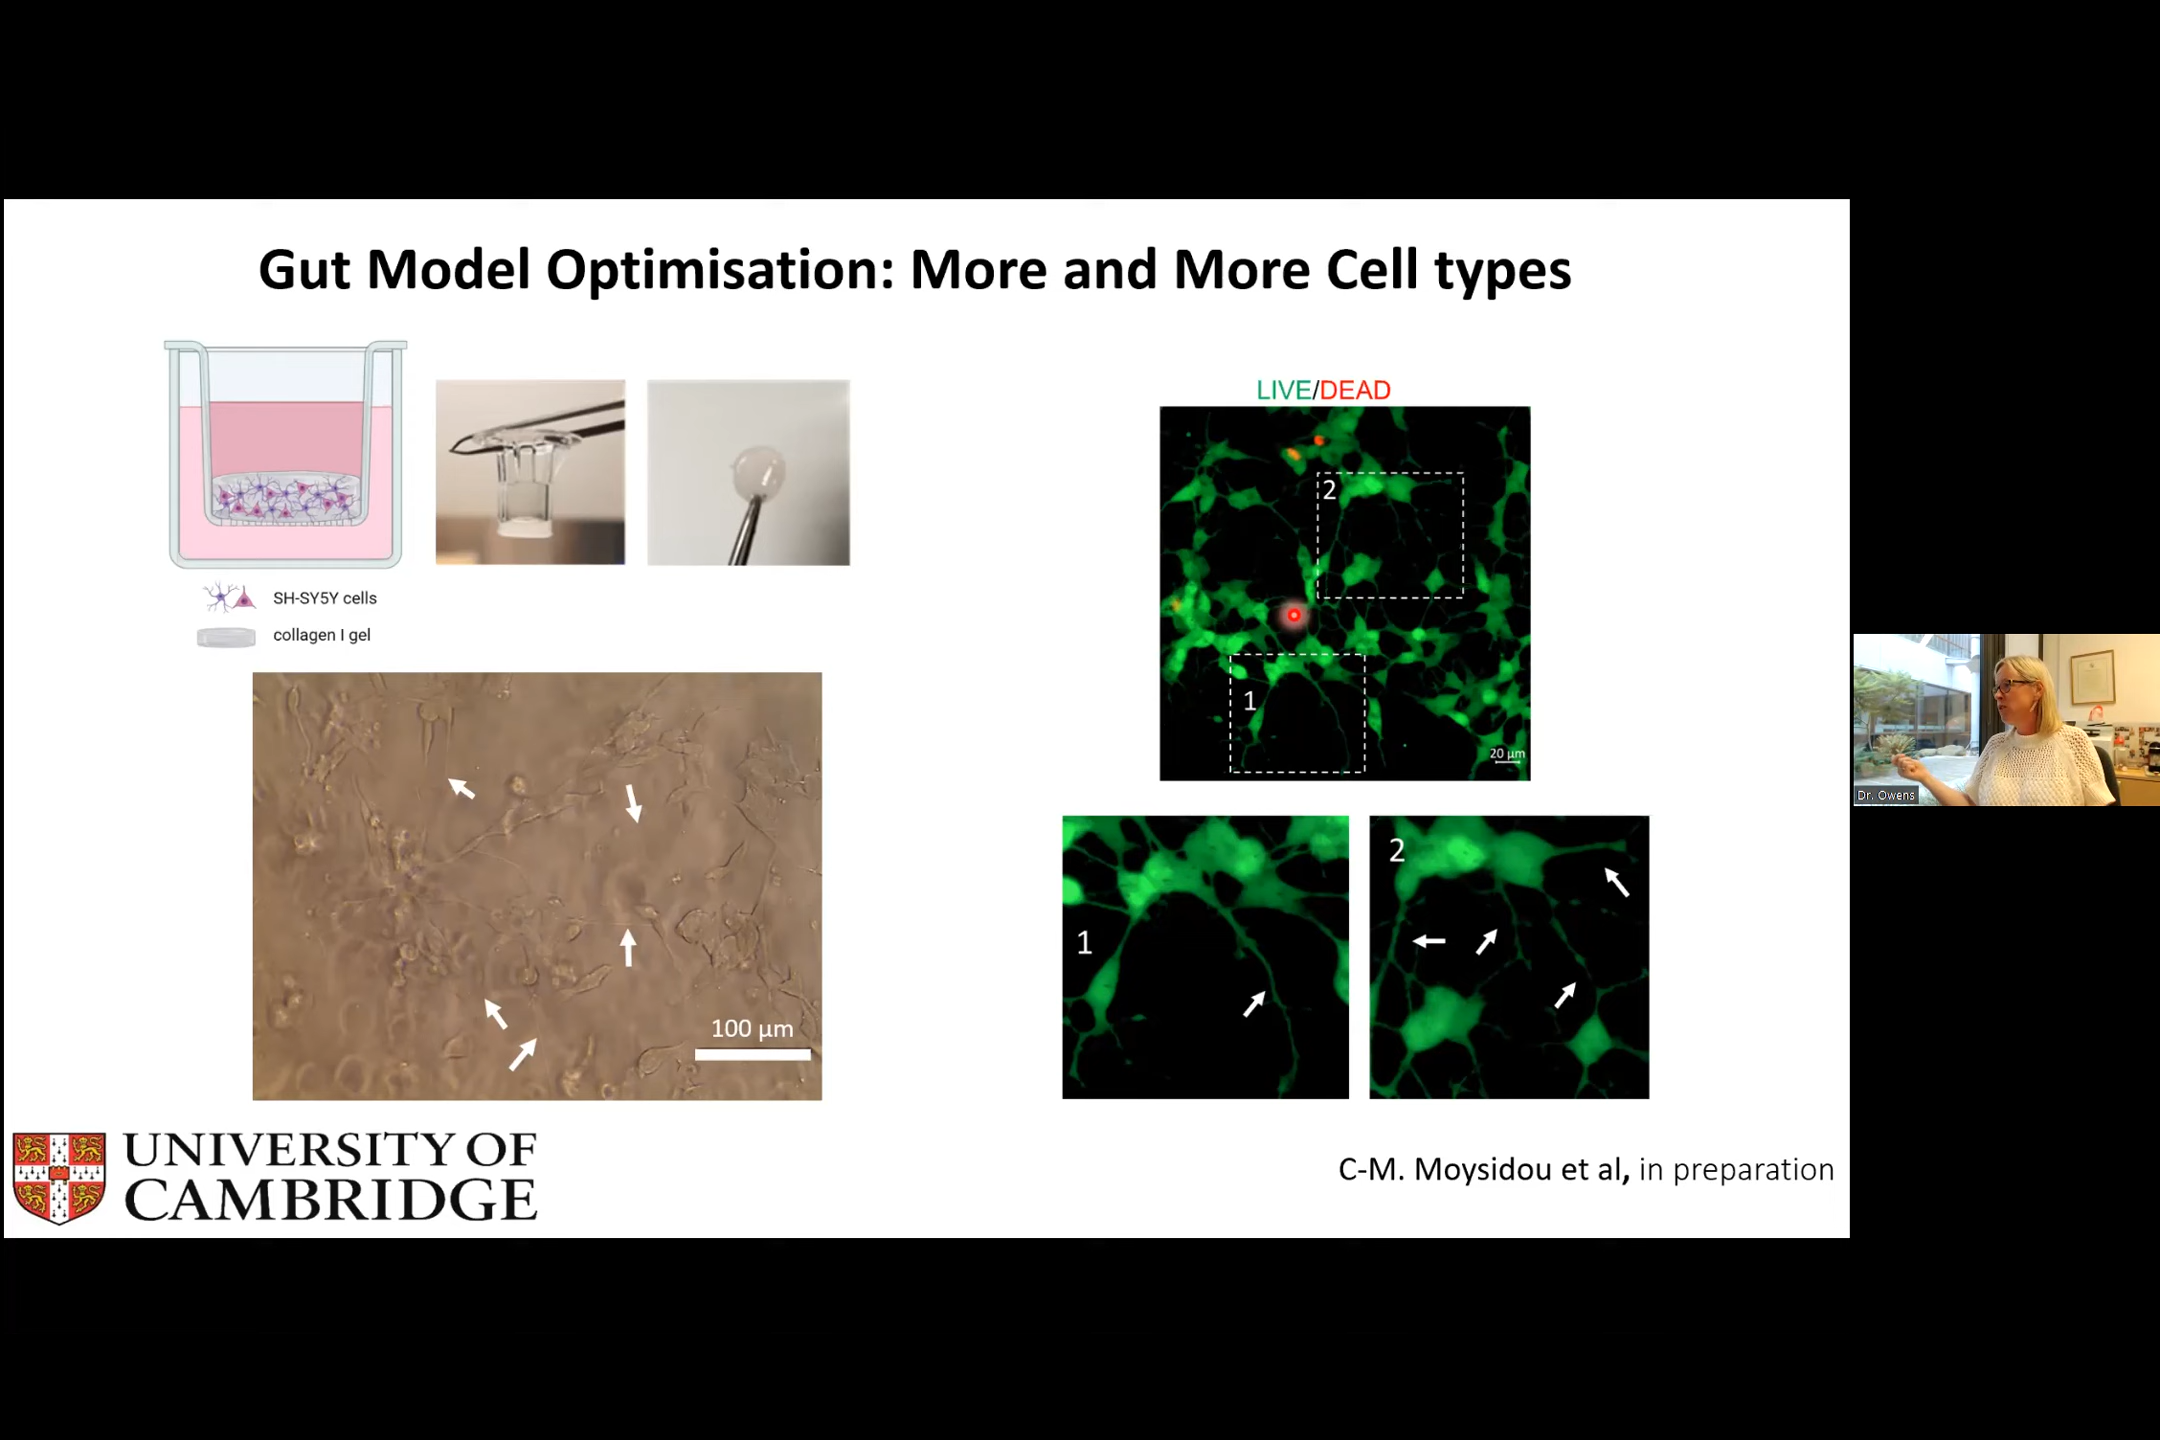 Gut Model Optimisation: More and More Cell types
SH-SY5Y cells
collagen I gel
100 µm
LIVE/DEAD
2
1
20 µm
1
2
UNIVERSITY OF
CAMBRIDGE
C-M. Moysidou et al, in preparation
Dr. Owens